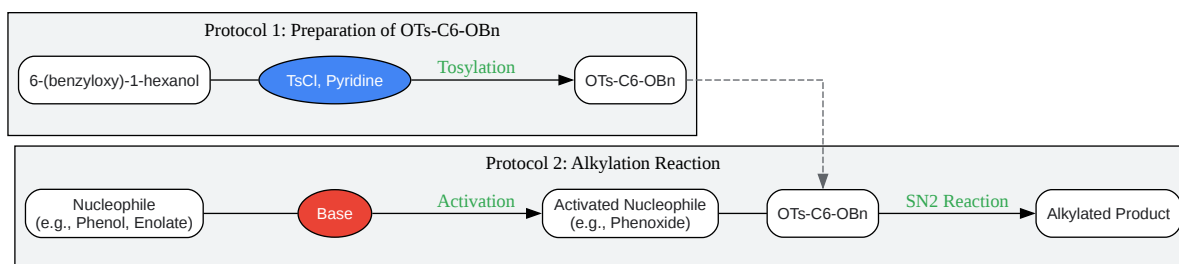 Protocol 1: Preparation of OTs-C6-OBn
6-(benzyloxy)-1-hexanol
TsCl, Pyridine
Tosylation
OTs-C6-OBn
Protocol 2: Alkylation Reaction
Nucleophile
(e.g., Phenol, Enolate)
Base
Activation
Activated Nucleophile
(e.g., Phenoxide)
OTs-C6-OBn
SN2 Reaction
Alkylated Product